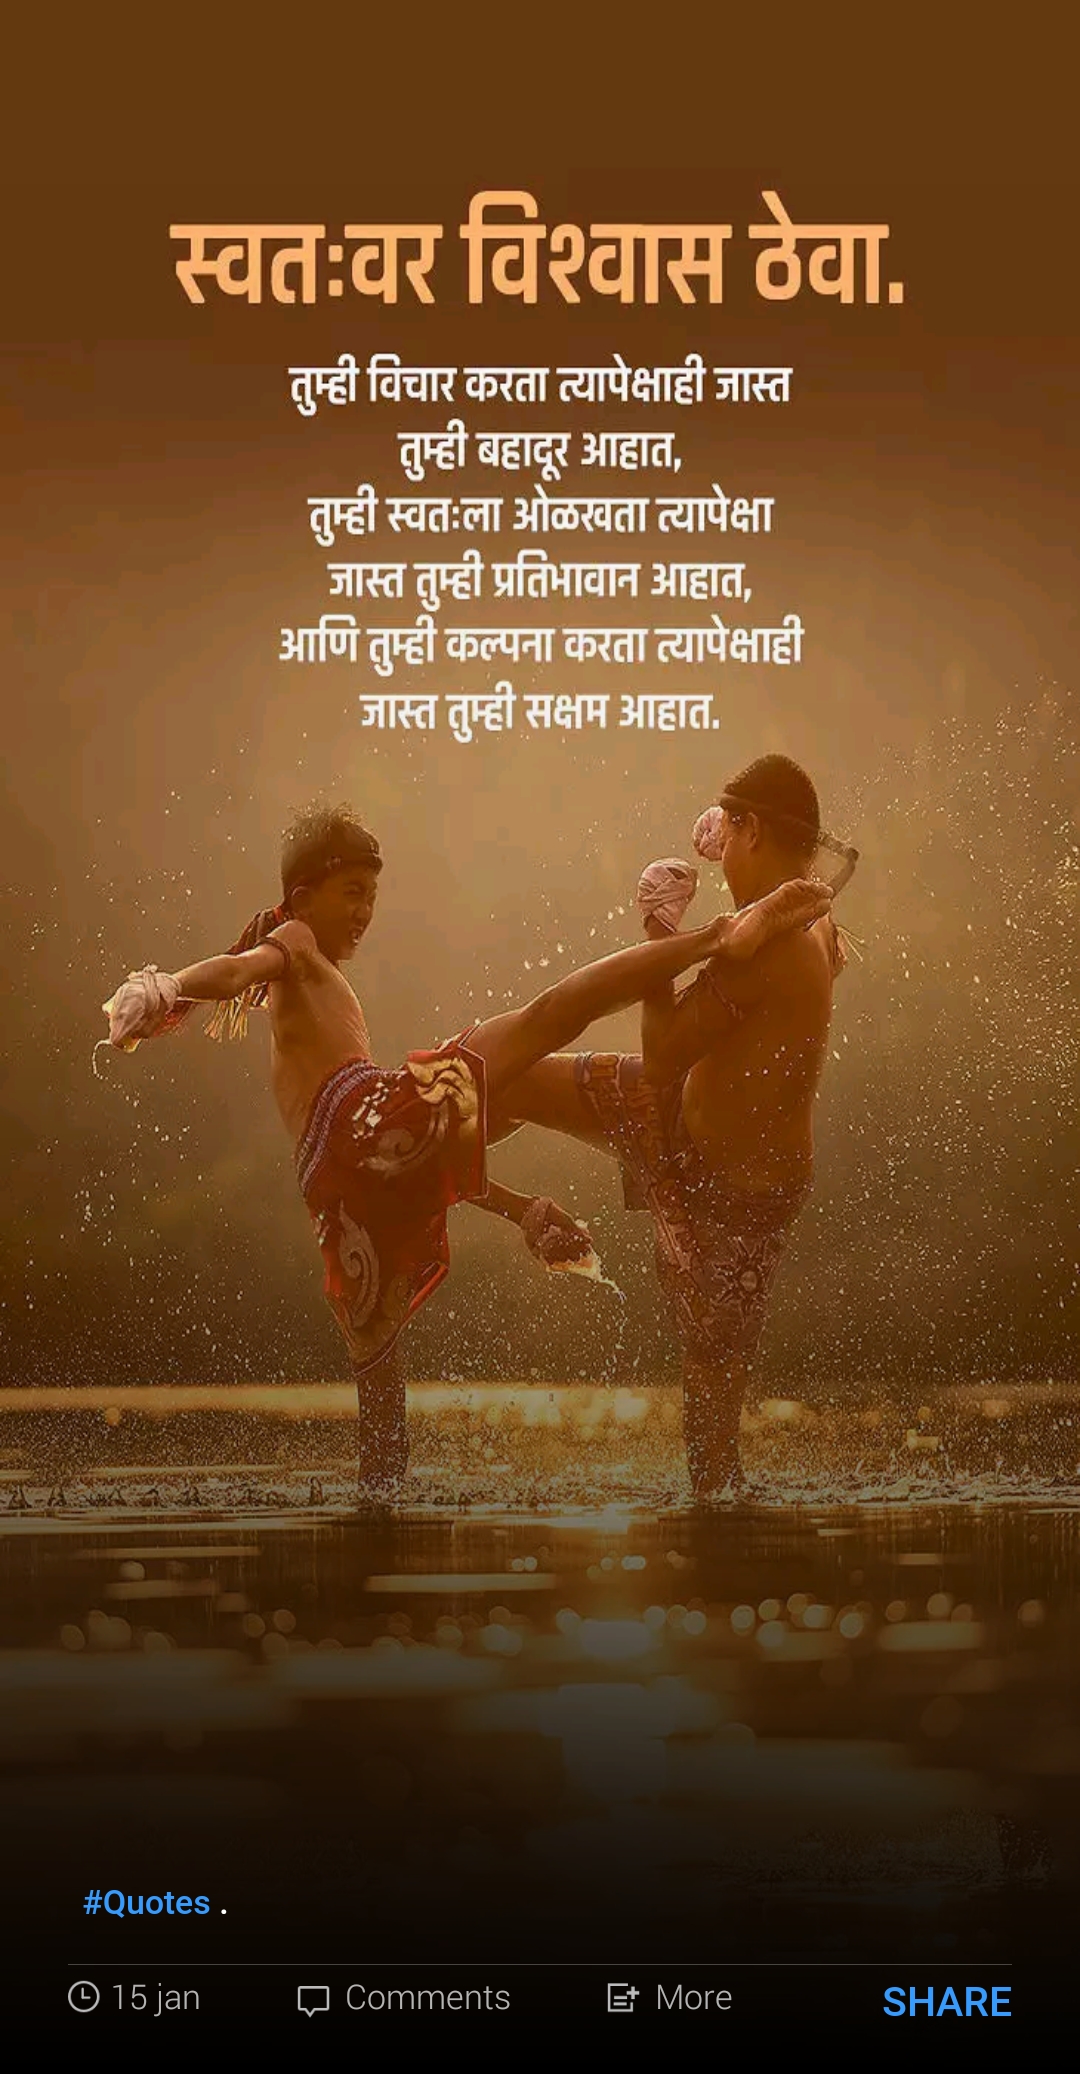 स्वतःवर विश्वास ठेवा.
तुम्ही विचार करता त्यापेक्षाही जास्त
तुम्ही बहादूर आहात,
तुम्ही स्वतःला ओळखता त्यापेक्षा
जास्त तुम्ही प्रतिभावान आहात,
आणि तुम्ही कल्पना करता त्यापेक्षाही
जास्त तुम्ही सक्षम आहात.
#Quotes .
15 jan Comments More SHARE